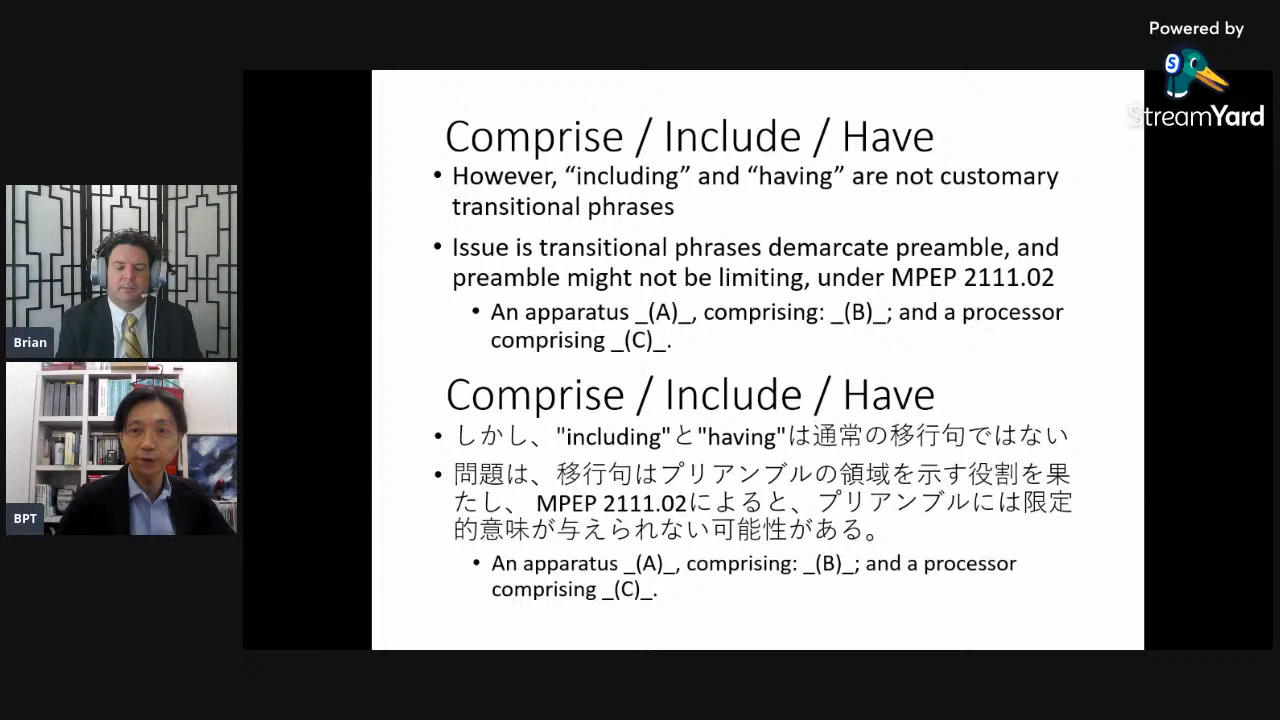 Powered by
StreamYard
Comprise / Include / Have
• However, “including” and “having” are not customary
transitional phrases
• Issue is transitional phrases demarcate preamble, and
preamble might not be limiting, under MPEP 2111.02
• An apparatus _(A)_, comprising: _(B)_; and a processor
comprising _(C)_.
Comprise / Include / Have
• しかし、"including"と"having"は通常の移行句ではない
• 問題は、移行句はプリアンブルの領域を示す役割を果
たし、 MPEP 2111.02によると、プリアンブルには限定
的意味が与えられない可能性がある。
• An apparatus _(A)_, comprising: _(B)_; and a processor
comprising _(C)_.
Brian
BPT